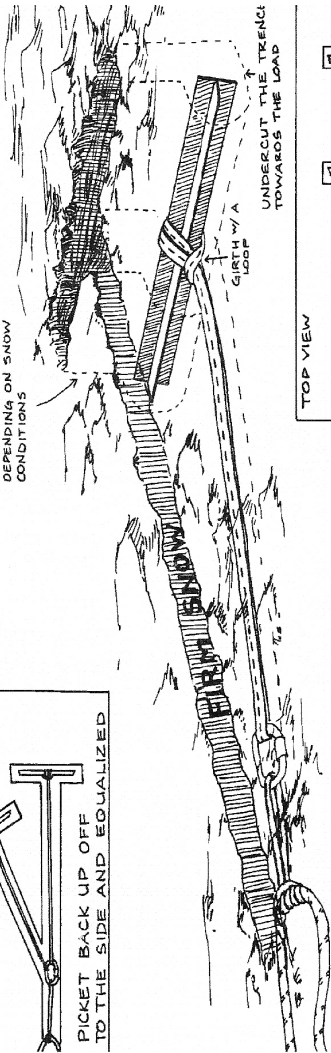 DEPENDING ON SNOW
CONDITIONS
UNDERCUT THE TRENCH
TOWARDS THE LOAD
GIRTH W/ A
LOOP
TOP VIEW
FIRM SNOW
PICKET BACK UP OFF
TO THE SIDE AND EQUALIZED